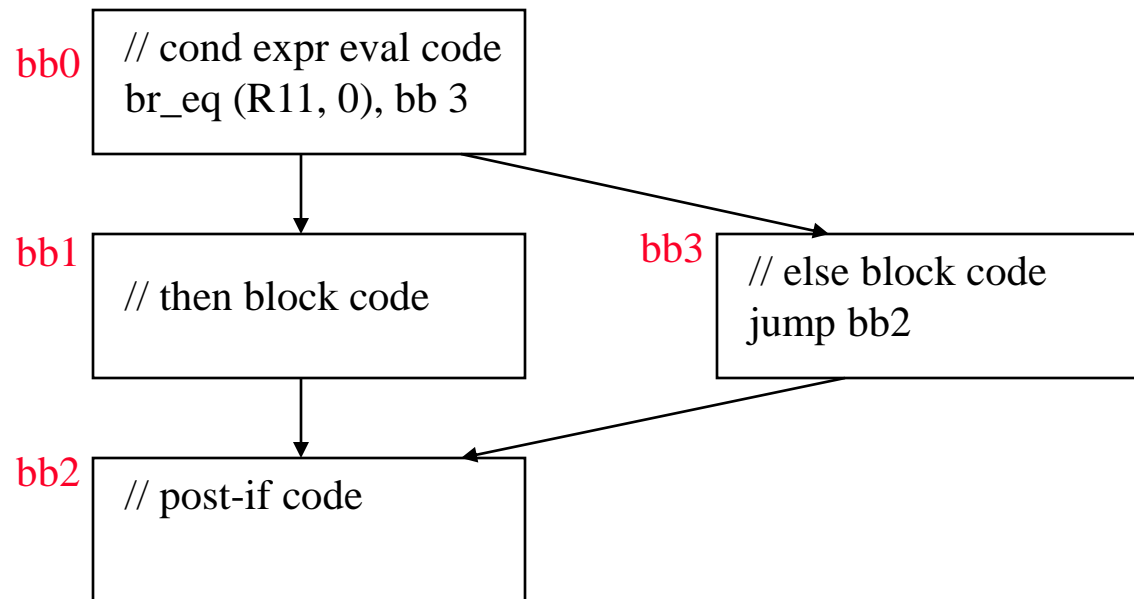 bb0
// cond expr eval code
br_eq (R11, 0), bb 3
bb1
// then block code
bb3
// else block code
jump bb2
bb2
// post-if code